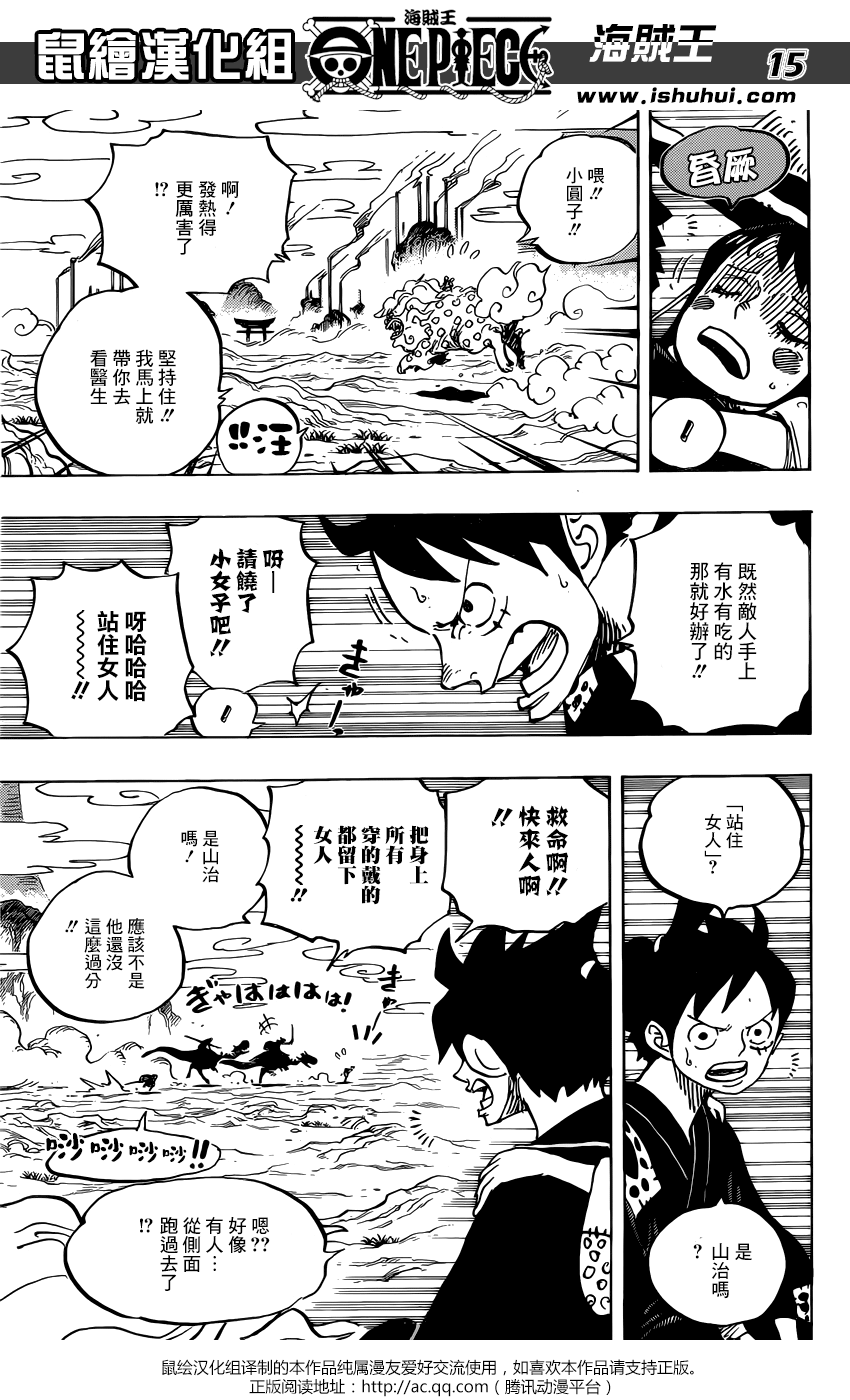 鼠繪漢化組
海賊王
ONE PIECE
海賊王
15
www.ishuhui.com
昏厥
喂!!
小圓子!!
啊!
發熱得
更厲害了
!?
堅持住!!
我馬上就
帶你去
看醫生
汪!!
既然敵人手上
有水有吃的
那就好辦了!!
呀—
請饒了
小女子吧!!
きゃーっ
呀哈哈哈
站住女人
~~~~!!
「站住
女人」?
是
山治嗎
?
救命啊!!
快來人啊
!!
把身上
所有
穿的戴的
都留下
女人
~~~~!!
是山治
嗎!
應該不是
他還沒
這麼過分
!!
きゃー
ぎゃはははは!
唦唦唦唦!!
嗯??
好像
有人…
從側面
跑過去了
!?
鼠绘汉化组译制的本作品纯属漫友爱好交流使用，如喜欢本作品请支持正版。
正版阅读地址：http://ac.qq.com（腾讯动漫平台）